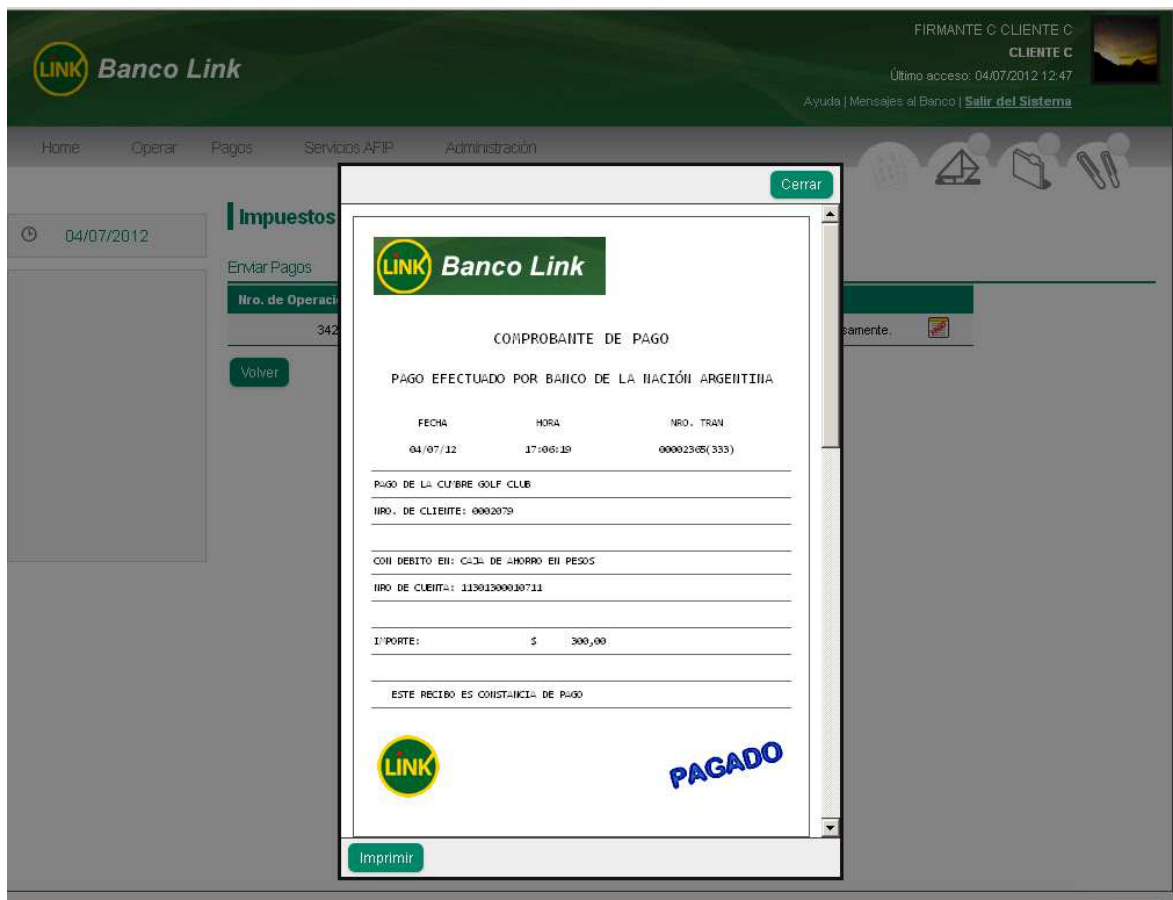 FIRMANTE C CLIENTE C
CLIENTE C
Último acceso: 04/07/2012 12:47
Ayuda | Mensajes al Banco | Salir del Sistema
LINK Banco Link
Home Operar Pagos Servicios AFIP Administración
Cerrar
04/07/2012
Impuestos
Enviar Pagos
Nro. de Operaci
342
samente.
Volver
LINK Banco Link
COMPROBANTE DE PAGO
PAGO EFECTUADO POR BANCO DE LA NACIÓN ARGENTINA
FECHA HORA NRO. TRAN
04/07/12 17:06:19 00002365(333)
PAGO DE LA CUMBRE GOLF CLUB
NRO. DE CLIENTE: 0002079
CON DEBITO EN: CAJA DE AHORRO EN PESOS
NRO DE CUENTA: 11301300010711
IMPORTE: $ 300,00
ESTE RECIBO ES CONSTANCIA DE PAGO
LINK
PAGADO
Imprimir